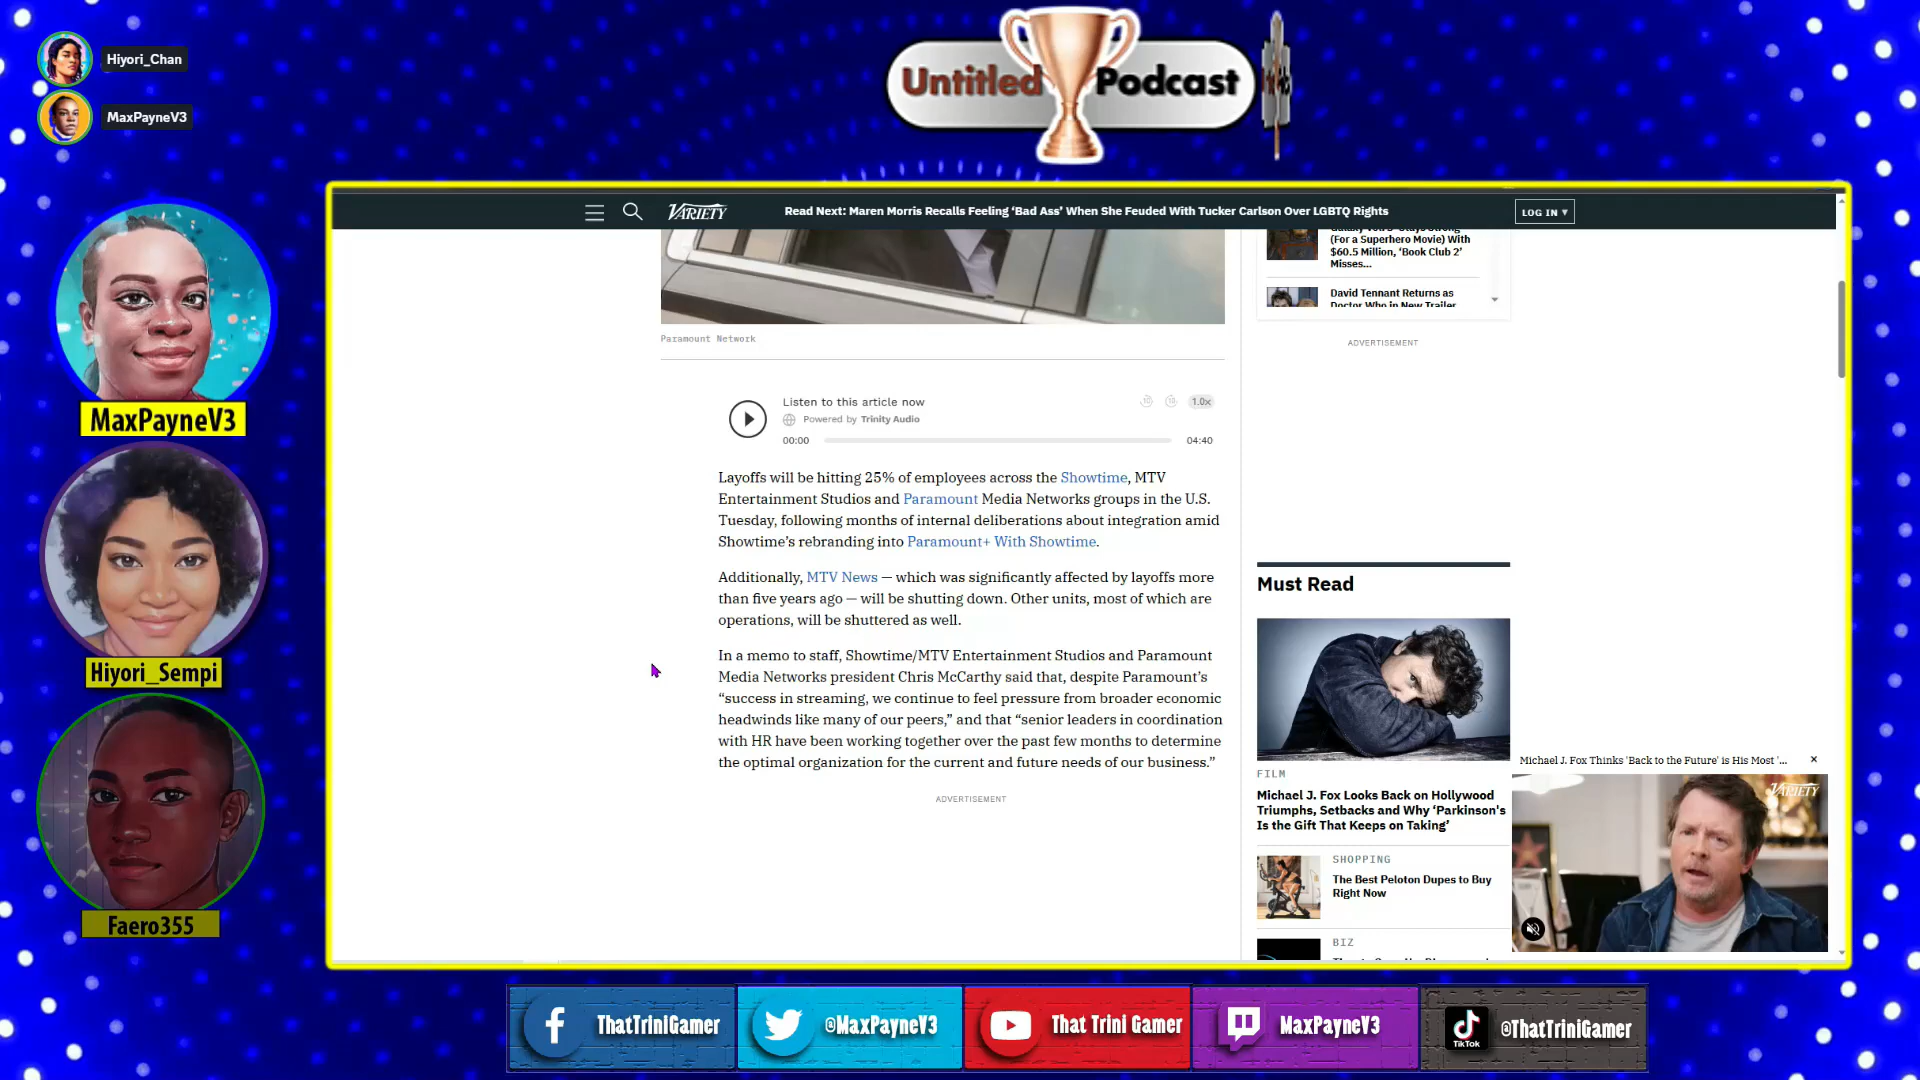 Hiyori_Chan
MaxPayneV3
Untitled Podcast
MaxPayneV3
Hiyori_Sempi
Faero355
VARIETY
Read Next: Maren Morris Recalls Feeling ‘Bad Ass’ When She Feuded With Tucker Carlson Over LGBTQ Rights
LOG IN ▾
(For a Superhero Movie) With
$60.5 Million, ‘Book Club 2’
Misses...
David Tennant Returns as
Doctor Who in New Trailer
Paramount Network
ADVERTISEMENT
Listen to this article now
Powered by Trinity Audio
10
10
1.0x
00:00
04:40
Layoffs will be hitting 25% of employees across the Showtime, MTV
Entertainment Studios and Paramount Media Networks groups in the U.S.
Tuesday, following months of internal deliberations about integration amid
Showtime’s rebranding into Paramount+ With Showtime.
Additionally, MTV News — which was significantly affected by layoffs more
than five years ago — will be shutting down. Other units, most of which are
operations, will be shuttered as well.
In a memo to staff, Showtime/MTV Entertainment Studios and Paramount
Media Networks president Chris McCarthy said that, despite Paramount’s
“success in streaming, we continue to feel pressure from broader economic
headwinds like many of our peers,” and that “senior leaders in coordination
with HR have been working together over the past few months to determine
the optimal organization for the current and future needs of our business.”
ADVERTISEMENT
Must Read
FILM
Michael J. Fox Looks Back on Hollywood
Triumphs, Setbacks and Why ‘Parkinson's
Is the Gift That Keeps on Taking’
SHOPPING
The Best Peloton Dupes to Buy
Right Now
BIZ
Michael J. Fox Thinks 'Back to the Future' is His Most '...
VARIETY
ThatTriniGamer
@MaxPayneV3
That Trini Gamer
MaxPayneV3
TikTok
@ThatTriniGamer